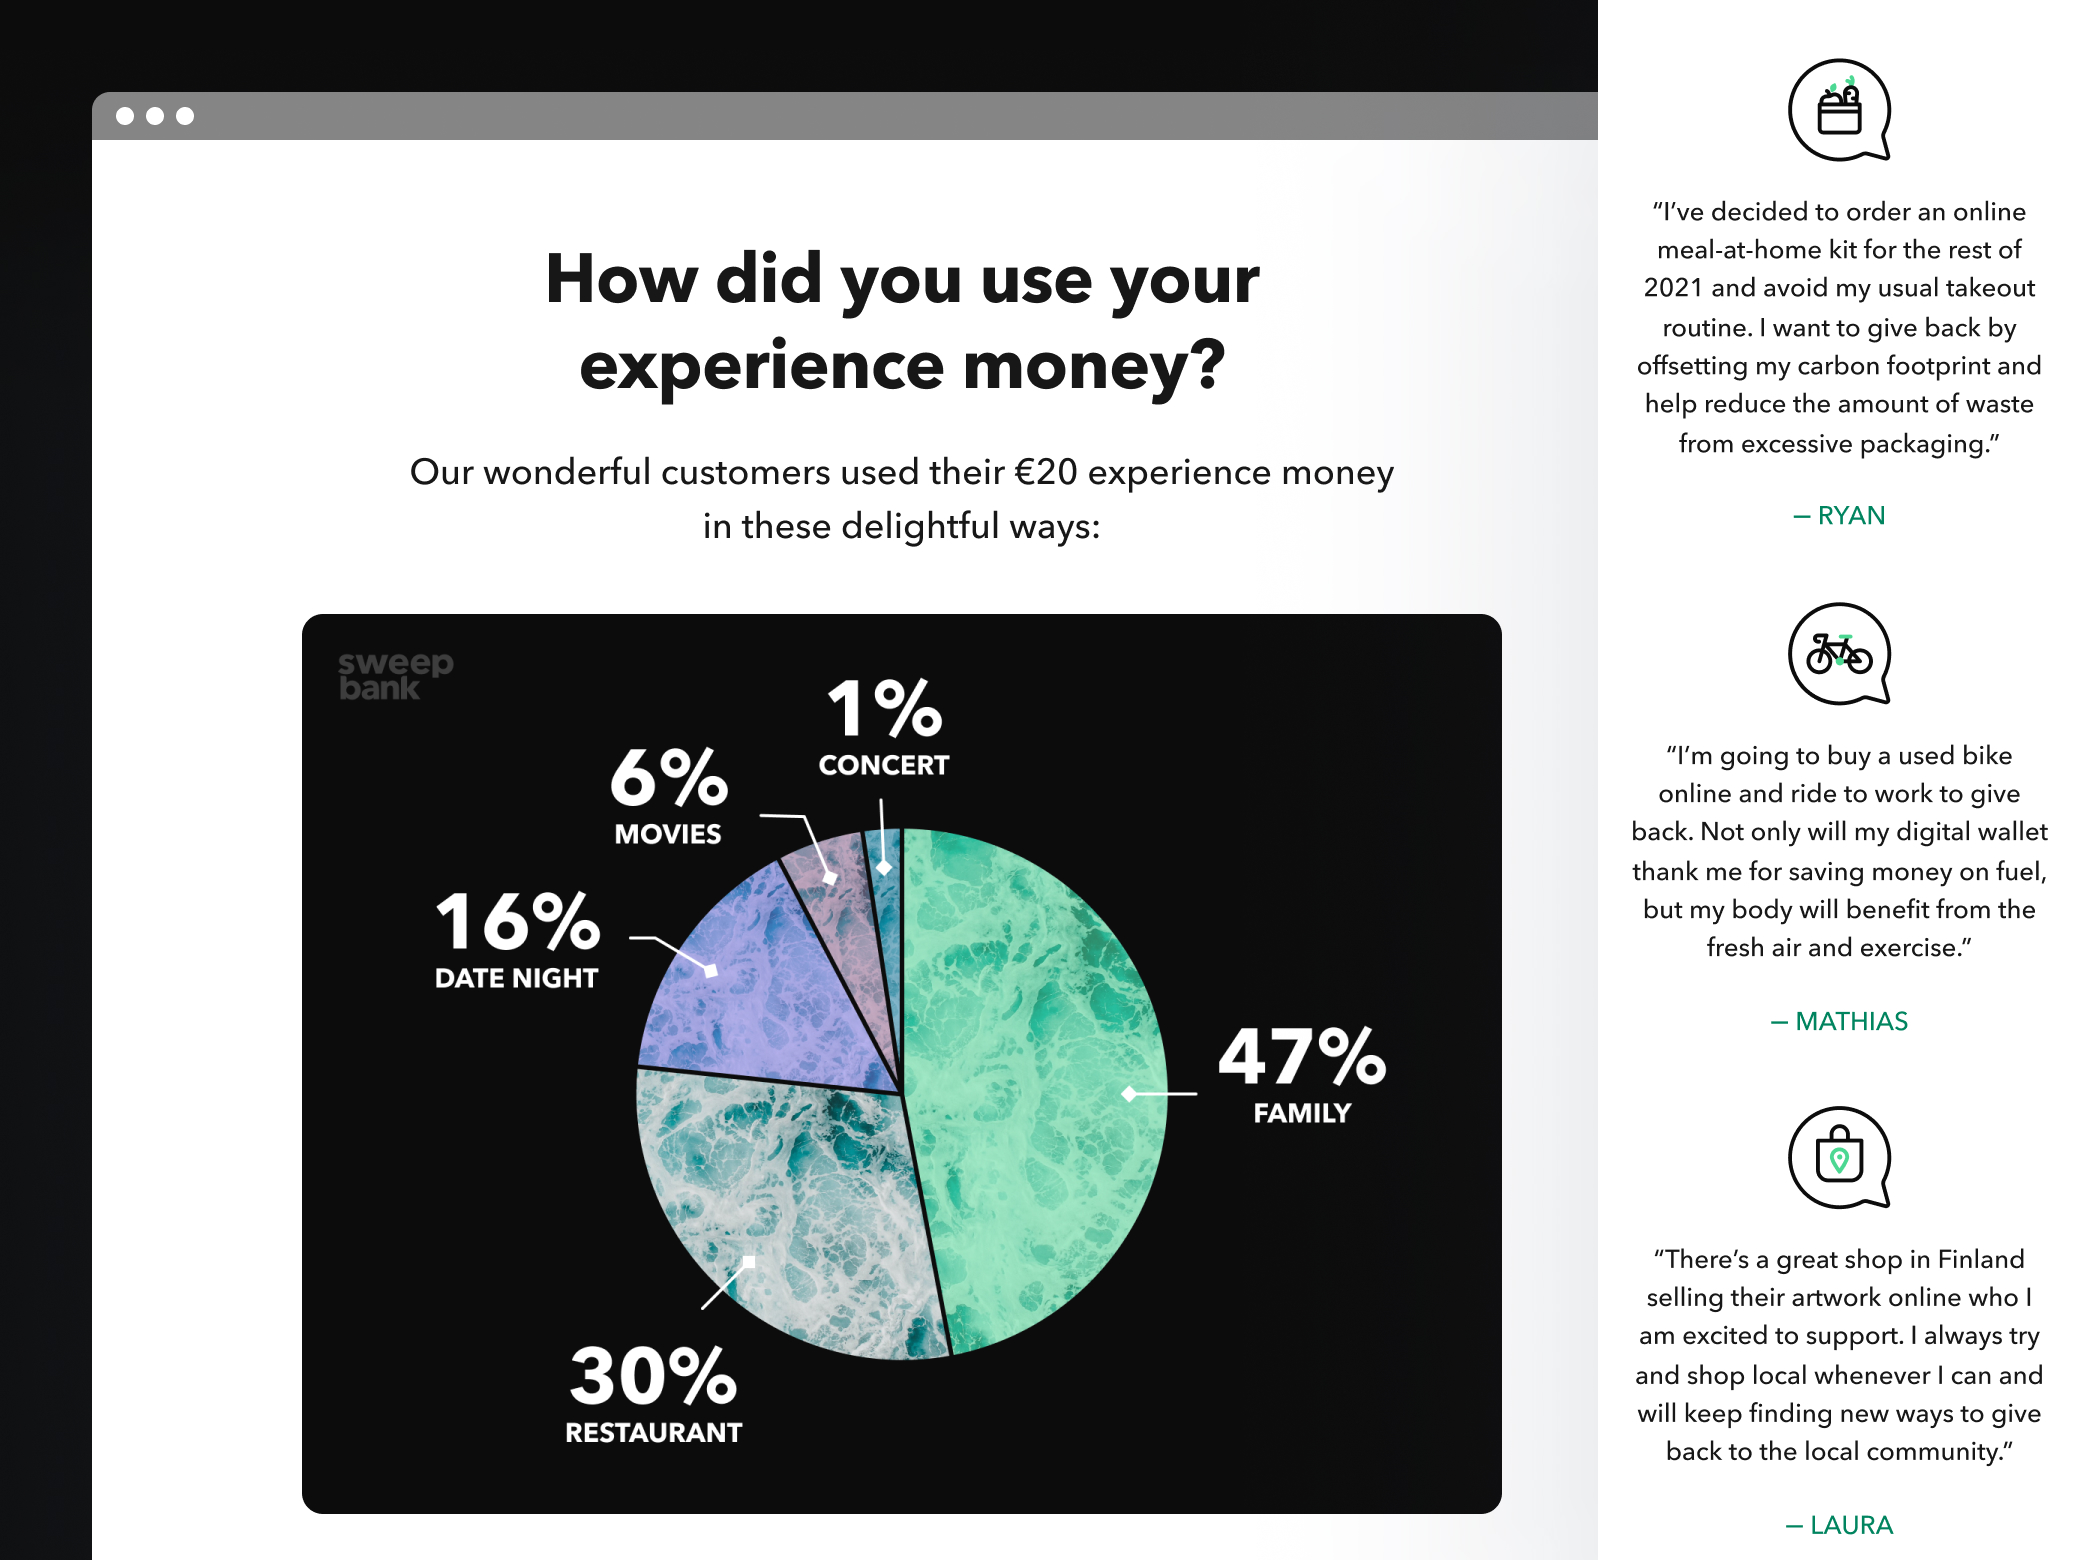 How did you use your
experience money?
Our wonderful customers used their €20 experience money
in these delightful ways:
sweep
bank
1%
CONCERT
6%
MOVIES
16%
DATE NIGHT
47%
FAMILY
30%
RESTAURANT
“I’ve decided to order an online
meal-at-home kit for the rest of
2021 and avoid my usual takeout
routine. I want to give back by
offsetting my carbon footprint and
help reduce the amount of waste
from excessive packaging.”
— RYAN
“I’m going to buy a used bike
online and ride to work to give
back. Not only will my digital wallet
thank me for saving money on fuel,
but my body will benefit from the
fresh air and exercise.”
— MATHIAS
“There’s a great shop in Finland
selling their artwork online who I
am excited to support. I always try
and shop local whenever I can and
will keep finding new ways to give
back to the local community.”
— LAURA